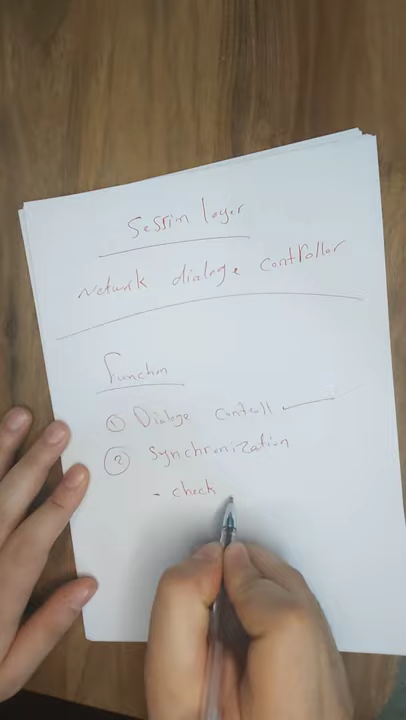 Session layer
Network dialoge controller
Function
① Dialoge controll
② Synchronization
- check